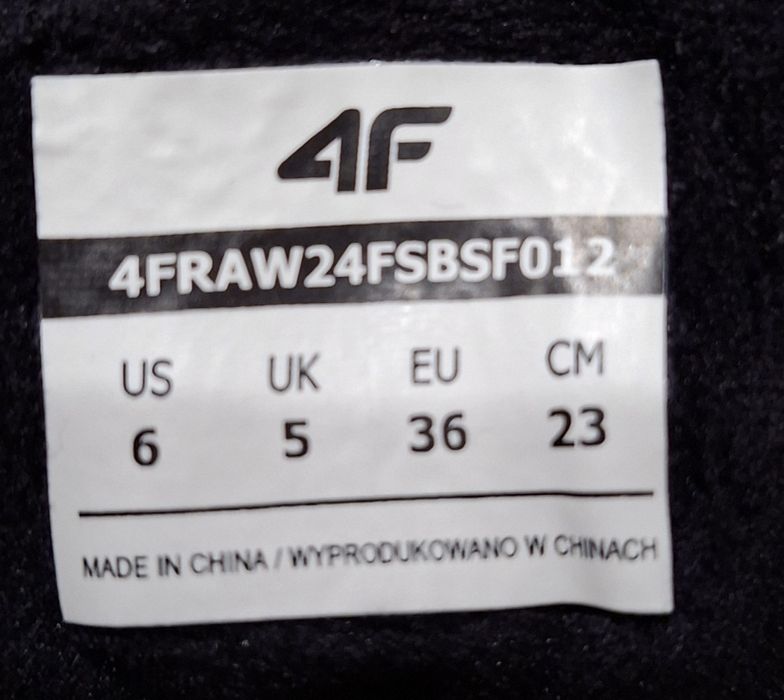 4F
4FRAW24FSBSF012
US UK EU CM
6 5 36 23
MADE IN CHINA / WYPRODUKOWANO W CHINACH